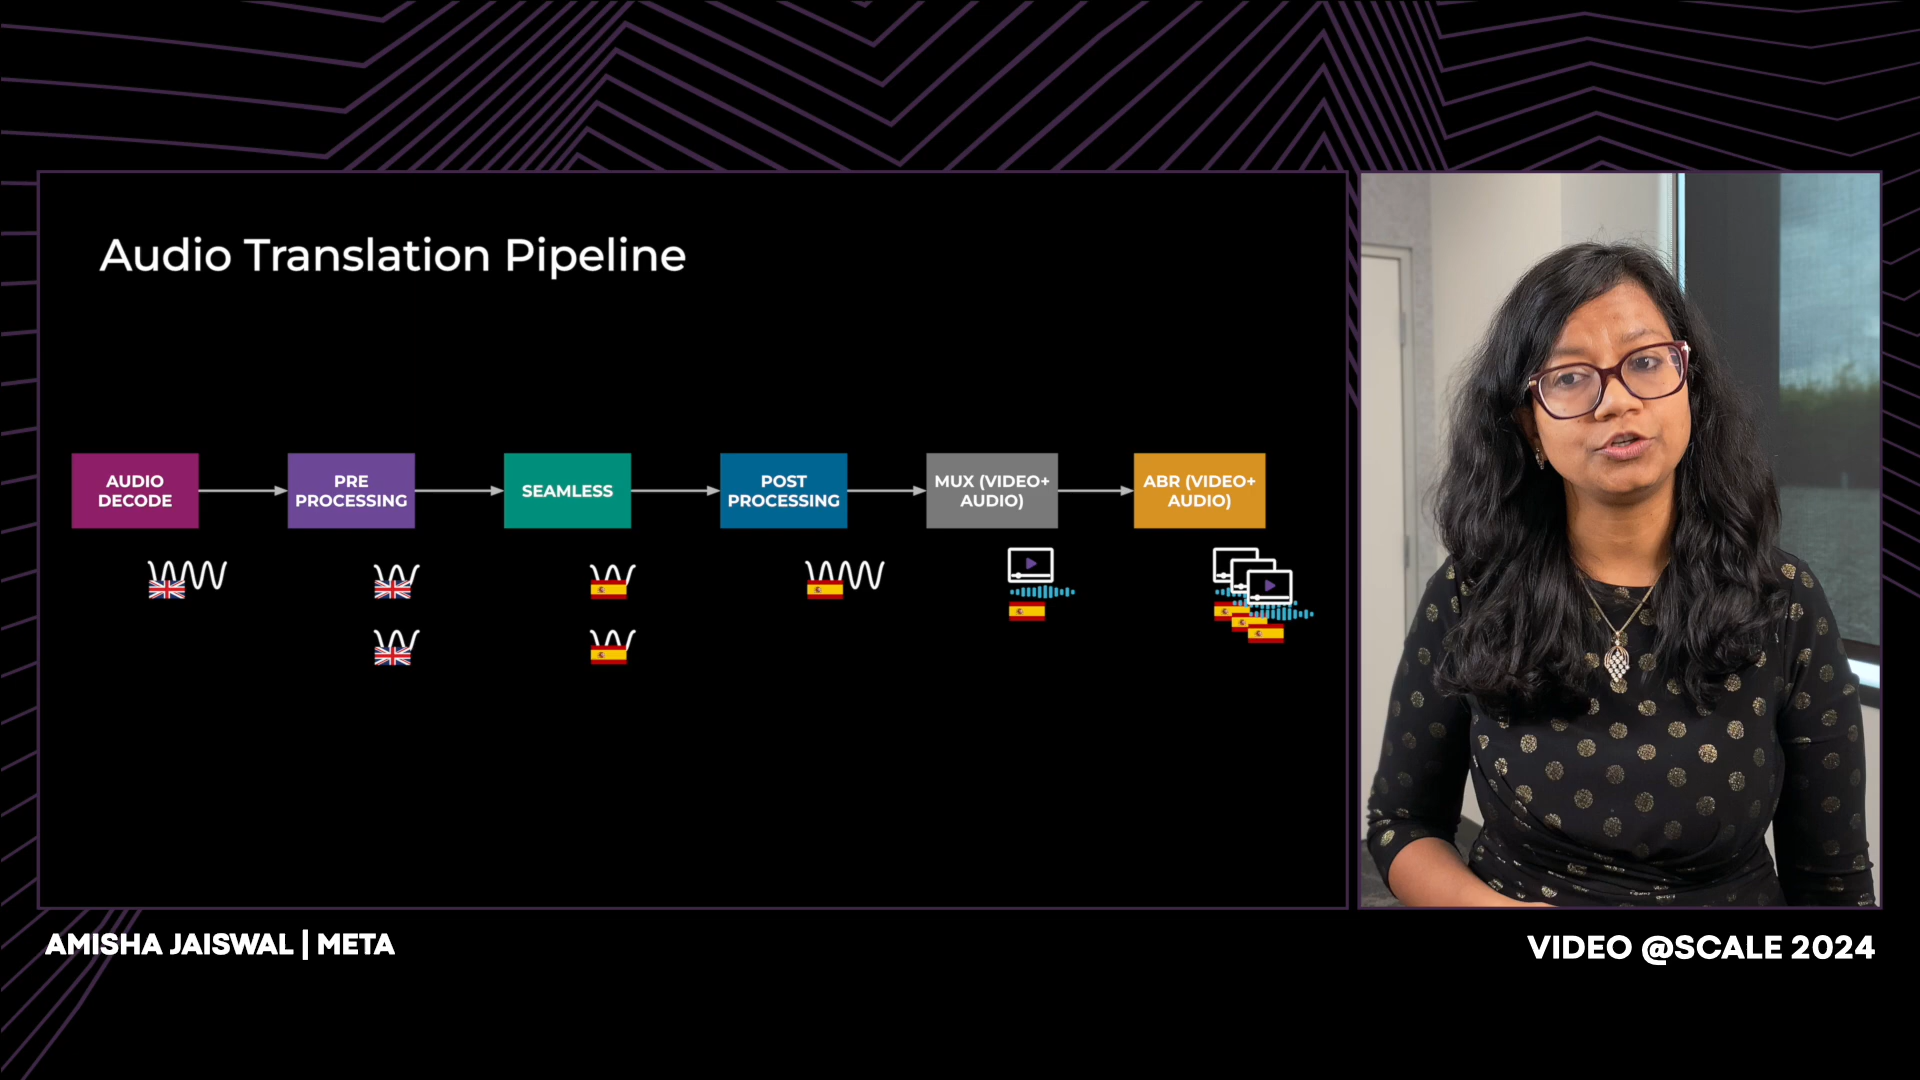 Audio Translation Pipeline
AUDIO
DECODE
PRE
PROCESSING
SEAMLESS
POST
PROCESSING
MUX (VIDEO+
AUDIO)
ABR (VIDEO+
AUDIO)
AMISHA JAISWAL | META
VIDEO @SCALE 2024